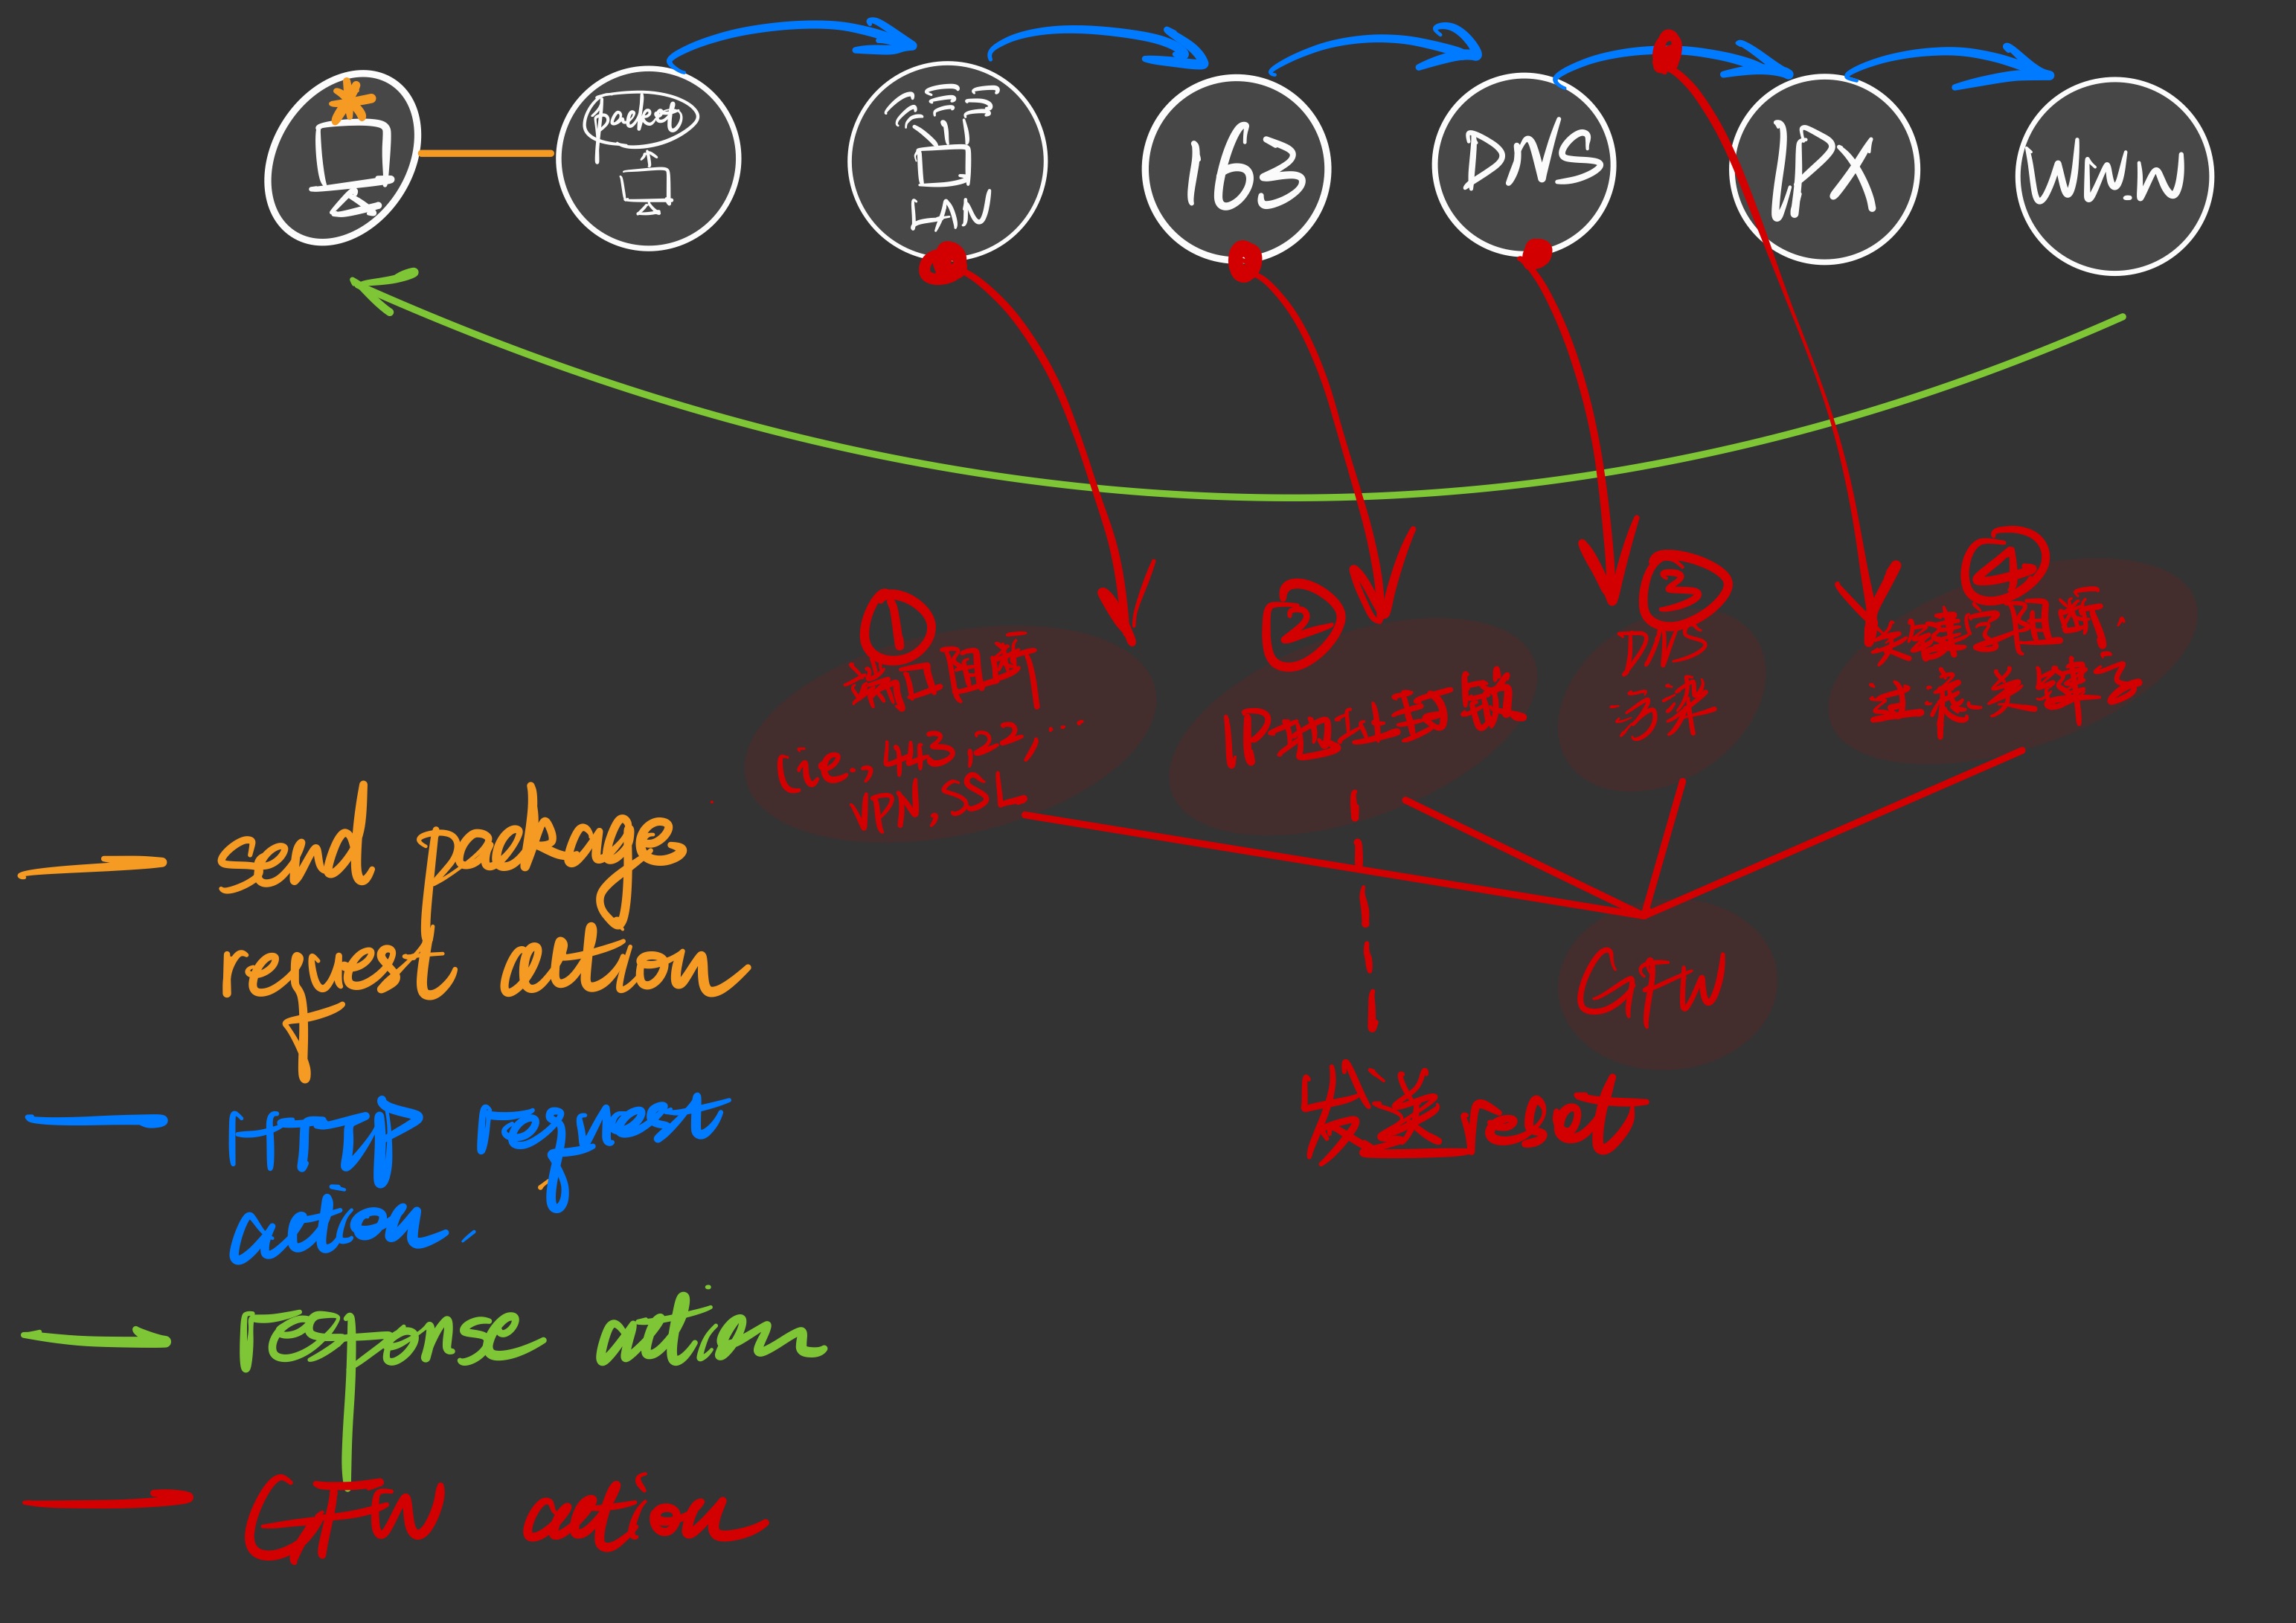 packet
LAN
163
DNS
IPX
WWW
①
端口阻断
(ie., 443, 22, ...
VPN, SSL
②
IP地址封锁
③
DNS
污染
④
关键字阻断.
过滤关键字
GFW
发送reset
send package
request action
HTTP request
action.
Response action
GFW action